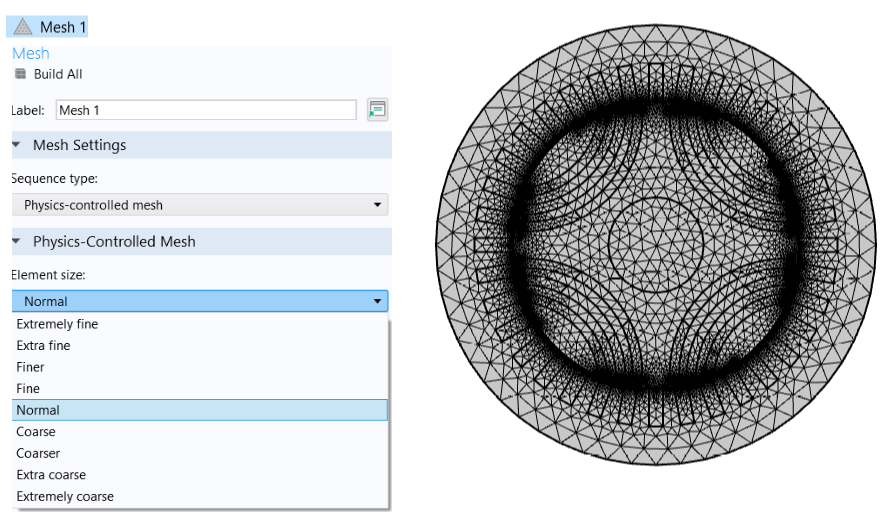 Mesh 1
Mesh
Build All
Label: Mesh 1
Mesh Settings
Sequence type:
Physics-controlled mesh
Physics-Controlled Mesh
Element size:
Normal
Extremely fine
Extra fine
Finer
Fine
Normal
Coarse
Coarser
Extra coarse
Extremely coarse